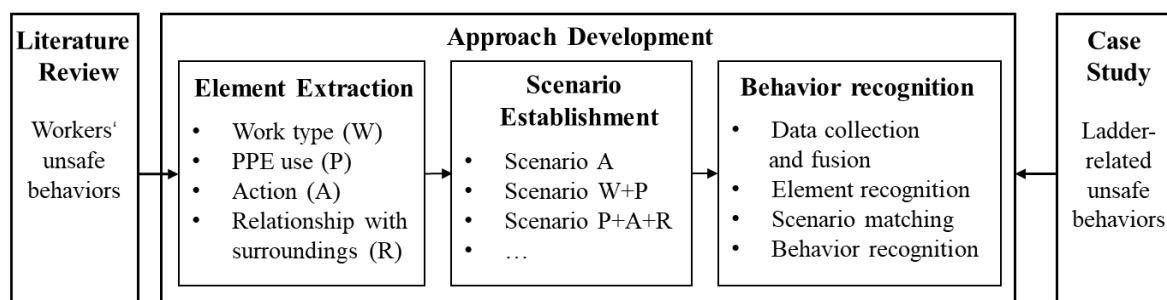 Literature
Review
Workers‘
unsafe
behaviors
Approach Development
Element Extraction
• Work type (W)
• PPE use (P)
• Action (A)
• Relationship with
surroundings (R)
Scenario
Establishment
• Scenario A
• Scenario W+P
• Scenario P+A+R
• …
Behavior recognition
• Data collection
and fusion
• Element recognition
• Scenario matching
• Behavior recognition
Case
Study
Ladder-
related
unsafe
behaviors